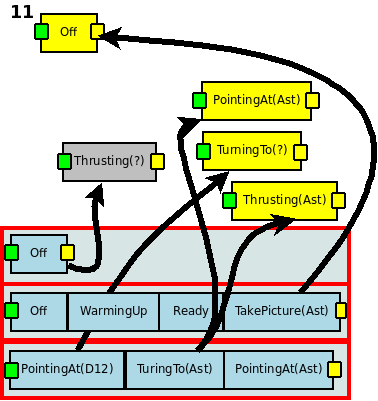 11
Off
PointingAt(Ast)
TurningTo(?)
Thrusting(?)
Thrusting(Ast)
Off
Off WarmingUp Ready TakePicture(Ast)
PointingAt(D12) TuringTo(Ast) PointingAt(Ast)